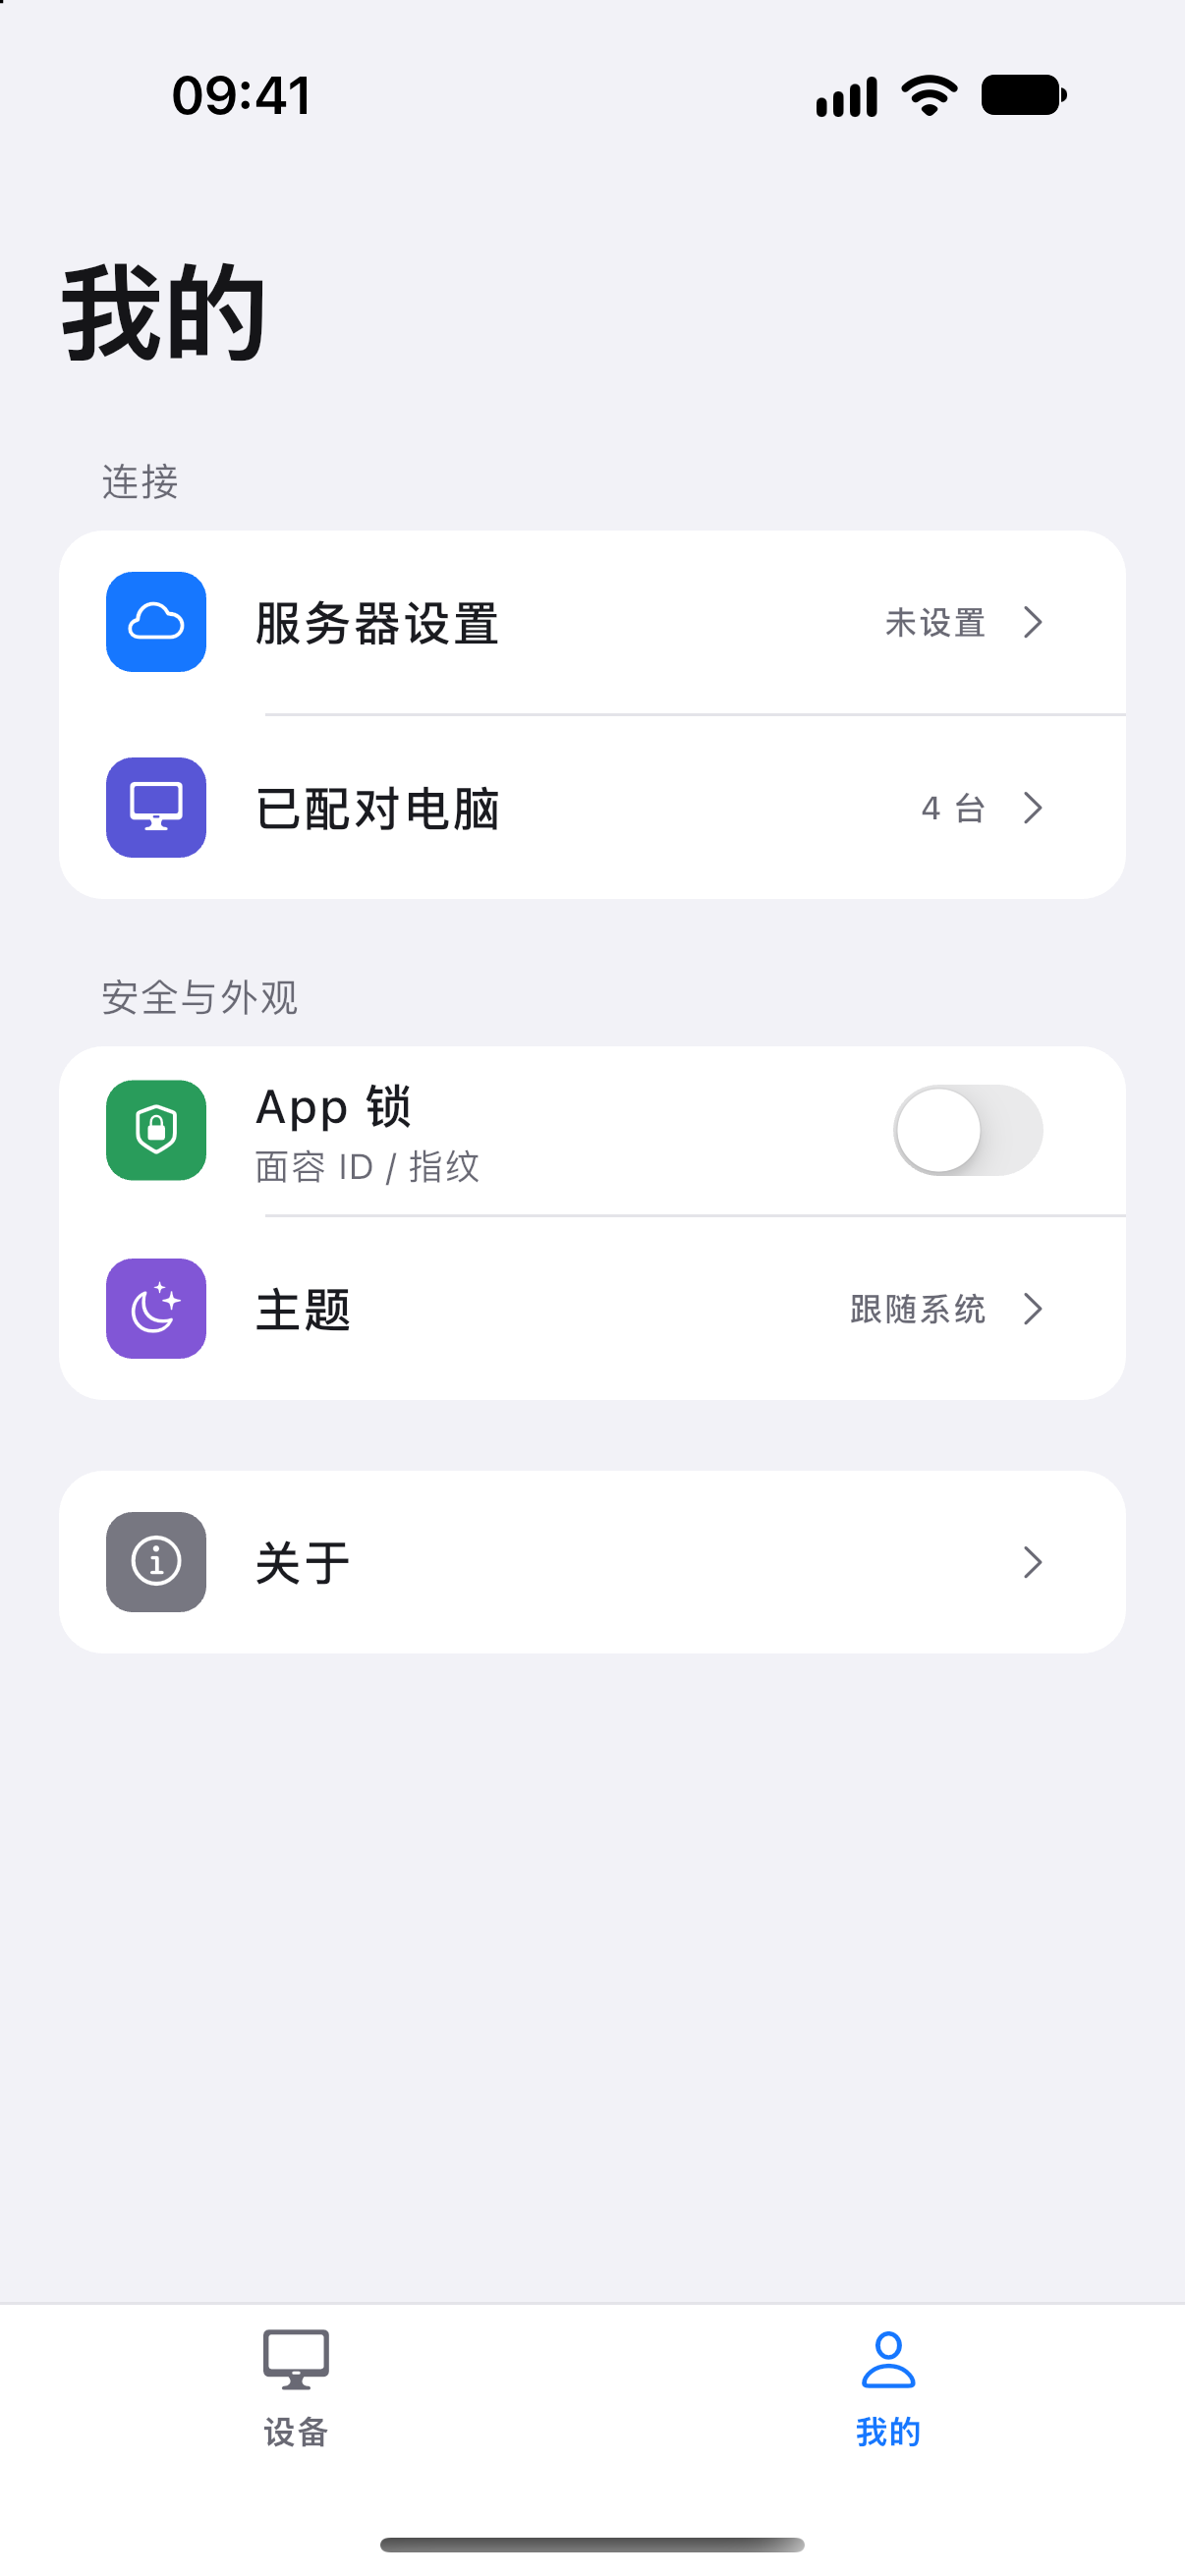 09:41
我的
连接
服务器设置
未设置
已配对电脑
4 台
安全与外观
App 锁
面容 ID / 指纹
主题
跟随系统
关于
设备
我的